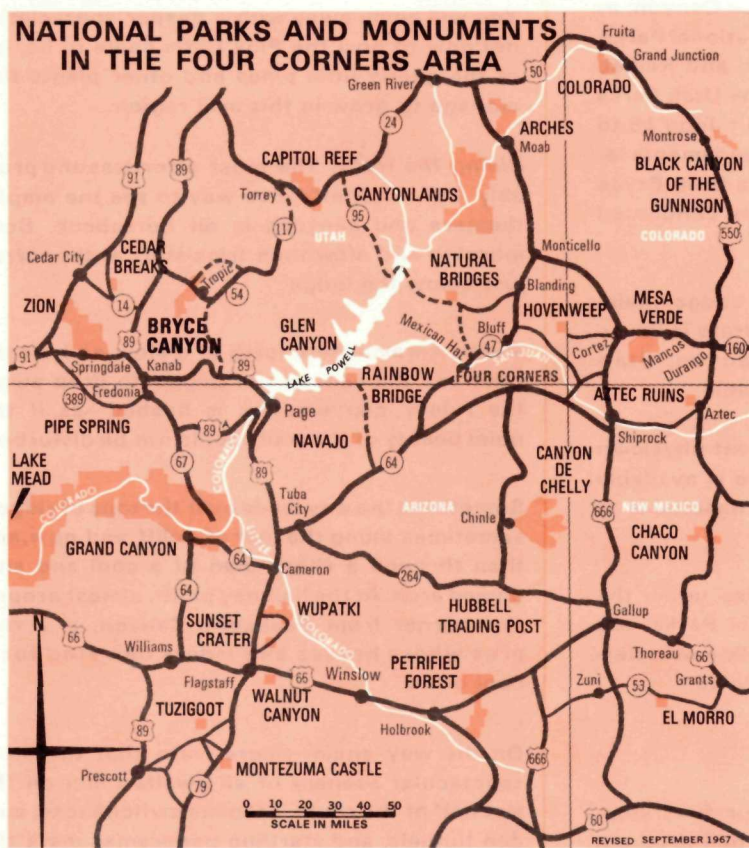 NATIONAL PARKS AND MONUMENTS
IN THE FOUR CORNERS AREA
Fruita
Grand Junction
50
COLORADO
Green River
24
ARCHES
Moab
Montrose
BLACK CANYON
OF THE
GUNNISON
89
91
CAPITOL REEF
Torrey
CANYONLANDS
95
117
UTAH
COLORADO
550
Monticello
CEDAR
BREAKS
Cedar City
Tropic
54
NATURAL
BRIDGES
Blanding
HOVENWEEP
MESA
VERDE
ZION
14
89
BRYCE
CANYON
GLEN
CANYON
LAKE POWELL
Mexican Hat
Bluff
47
SAN JUAN
Cortez
Mancos
Durango
160
91
Springdale
Kanab
89
RAINBOW
BRIDGE
FOUR CORNERS
AZTEC RUINS
Fredonia
389
PIPE SPRING
89A
Page
NAVAJO
64
Aztec
Shiprock
LAKE
MEAD
67
COLORADO
89
CANYON
DE
CHELLY
666
Tuba
City
ARIZONA
Chinle
NEW MEXICO
CHACO
CANYON
COLORADO
GRAND CANYON
64
LITTLE
COLORADO
Cameron
264
HUBBELL
TRADING POST
64
WUPATKI
Gallup
N
66
SUNSET
CRATER
Williams
PETRIFIED
FOREST
Thoreau
66
Flagstaff
66
Winslow
Zuni
53
Grants
TUZIGOOT
WALNUT
CANYON
Holbrook
EL MORRO
89
666
Prescott
79
MONTEZUMA CASTLE
0 10 20 30 40 50
SCALE IN MILES
60
REVISED SEPTEMBER 1967